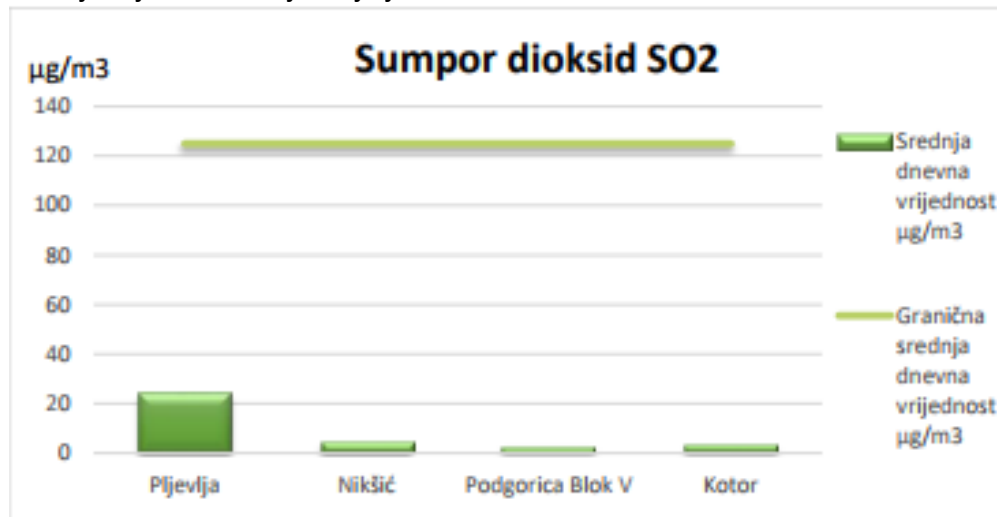 Sumpor dioksid SO2
µg/m3
140
120
100
80
60
40
20
0
Pljevlja
Nikšić
Podgorica Blok V
Kotor
Srednja
dnevna
vrijednost
µg/m3
Granična
srednja
dnevna
vrijednost
µg/m3